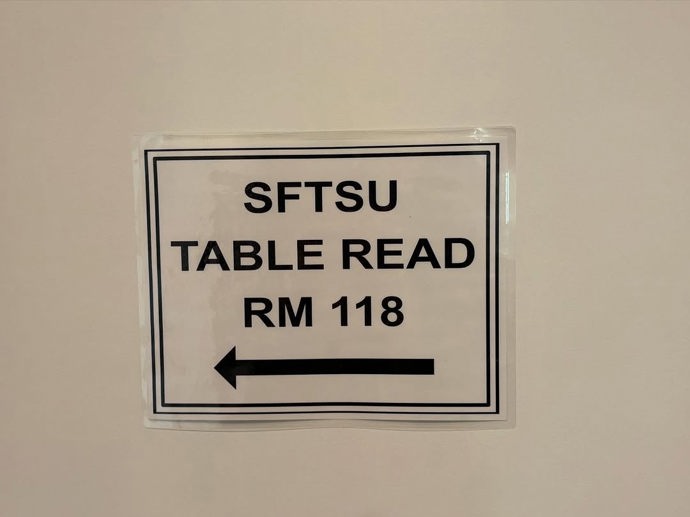 SFTSU
TABLE READ
RM 118